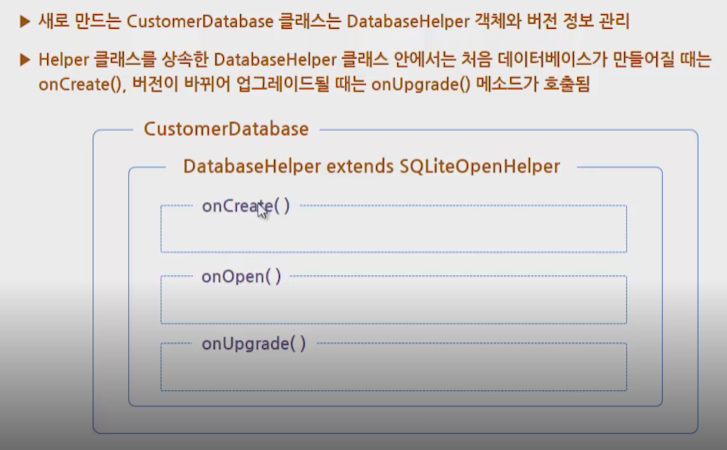 ▶ 새로 만드는 CustomerDatabase 클래스는 DatabaseHelper 객체와 버전 정보 관리
▶ Helper 클래스를 상속한 DatabaseHelper 클래스 안에서는 처음 데이터베이스가 만들어질 때는
onCreate(), 버전이 바뀌어 업그레이드될 때는 onUpgrade() 메소드가 호출됨
CustomerDatabase
DatabaseHelper extends SQLiteOpenHelper
onCreate( )
onOpen( )
onUpgrade( )